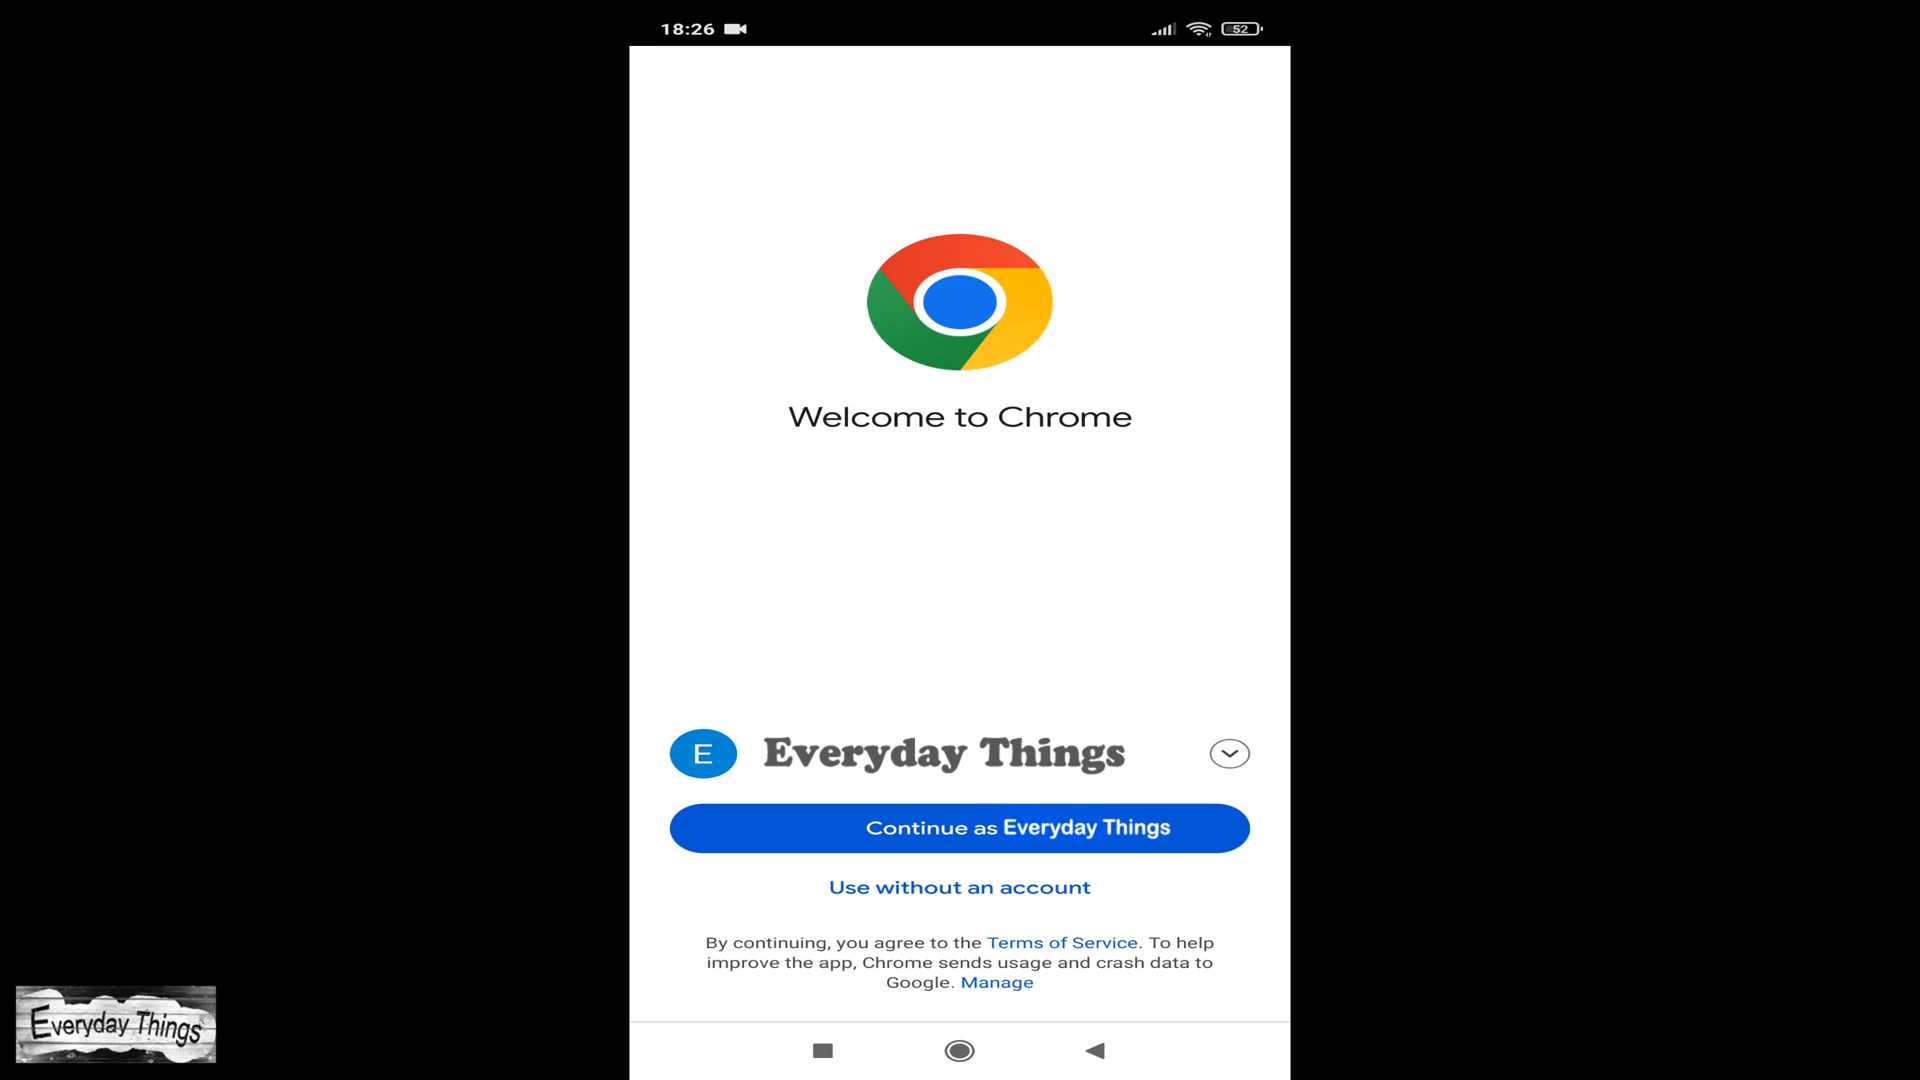 18:26
52
Welcome to Chrome
E
Everyday Things
Continue as Everyday Things
Use without an account
By continuing, you agree to the Terms of Service. To help
improve the app, Chrome sends usage and crash data to
Google. Manage
Everyday Things